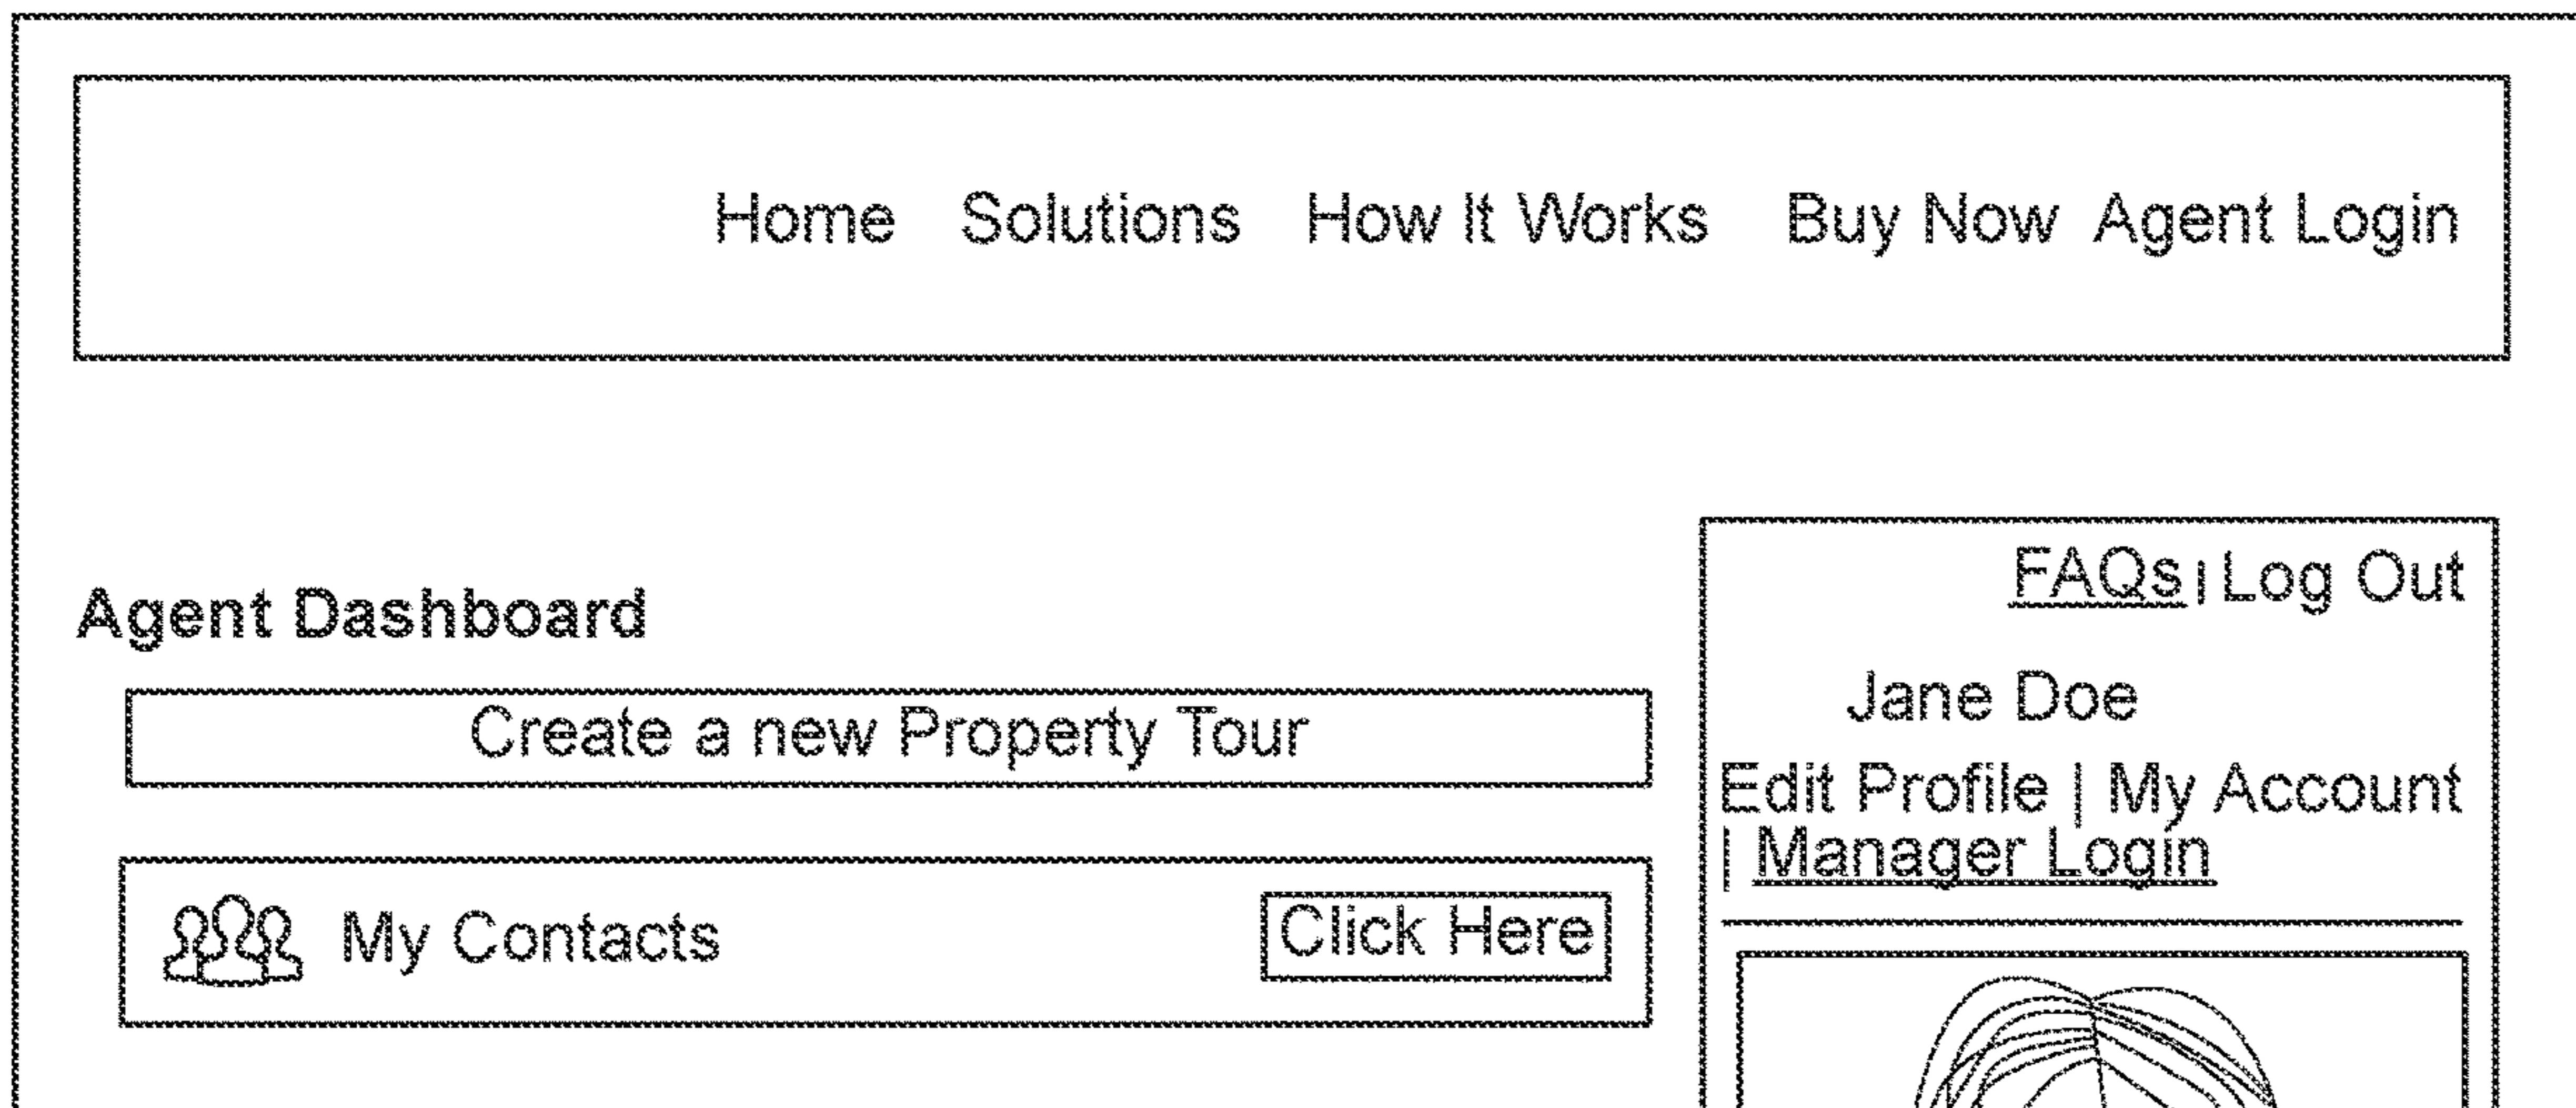 Home Solutions How It Works Buy Now Agent Login
Agent Dashboard
Create a new Property Tour
My Contacts Click Here
FAQs | Log Out
Jane Doe
Edit Profile | My Account
| Manager Login